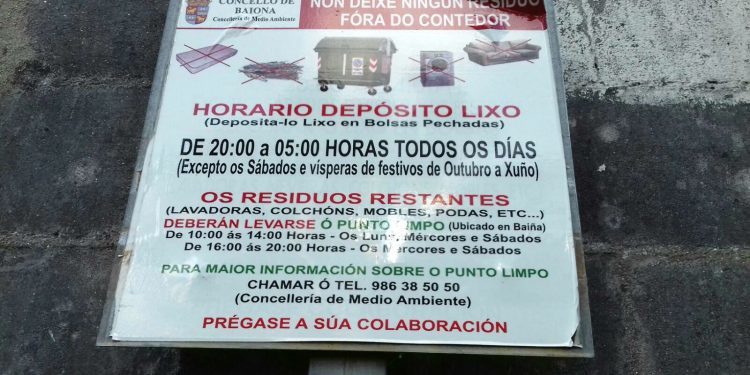 CONCELLO DE
BAIONA
Concellería de Medio Ambiente
NON DEIXE NINGÚN RESIDUO
FÓRA DO CONTEDOR
HORARIO DEPÓSITO LIXO
(Deposita-lo Lixo en Bolsas Pechadas)
DE 20:00 a 05:00 HORAS TODOS OS DÍAS
(Excepto os Sábados e vísperas de festivos de Outubro a Xuño)
OS RESIDUOS RESTANTES
(LAVADORAS, COLCHÓNS, MOBLES, PODAS, ETC...)
DEBERÁN LEVARSE Ó PUNTO LIMPO (Ubicado en Baíña)
De 10:00 ás 14:00 Horas - Os Luns, Mércores e Sábados
De 16:00 ás 20:00 Horas - Os Mércores e Sábados
PARA MAIOR INFORMACIÓN SOBRE O PUNTO LIMPO
CHAMAR Ó TEL. 986 38 50 50
(Concellería de Medio Ambiente)
PRÉGASE A SÚA COLABORACIÓN